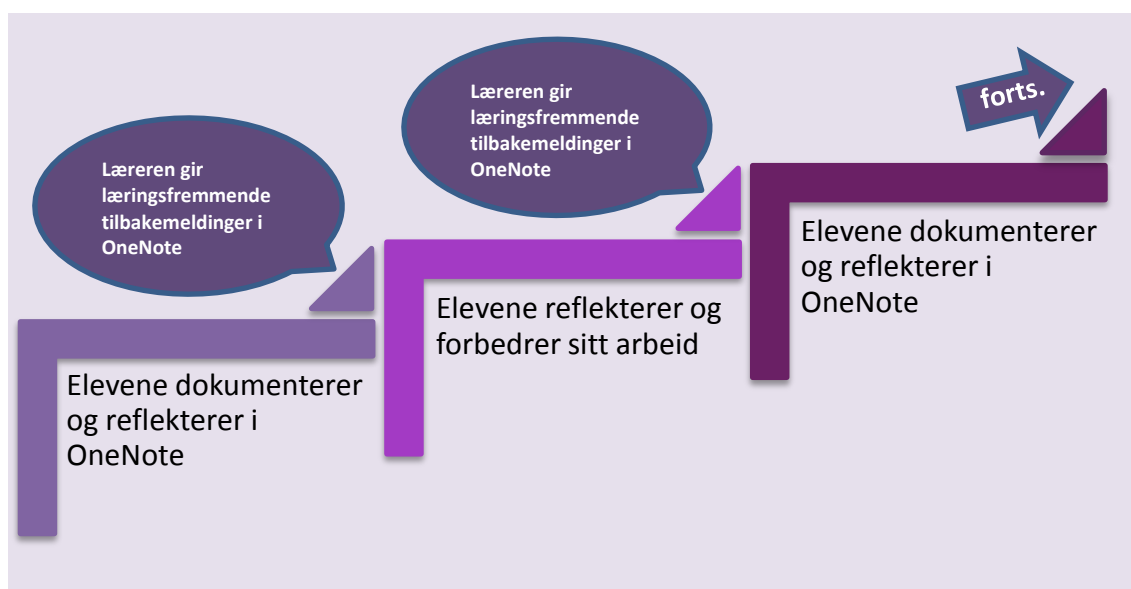 Læreren gir
læringsfremmende
tilbakemeldinger i
OneNote
Elevene dokumenterer
og reflekterer i
OneNote
Læreren gir
læringsfremmende
tilbakemeldinger i
OneNote
Elevene reflekterer og
forbedrer sitt arbeid
forts.
Elevene dokumenterer
og reflekterer i
OneNote